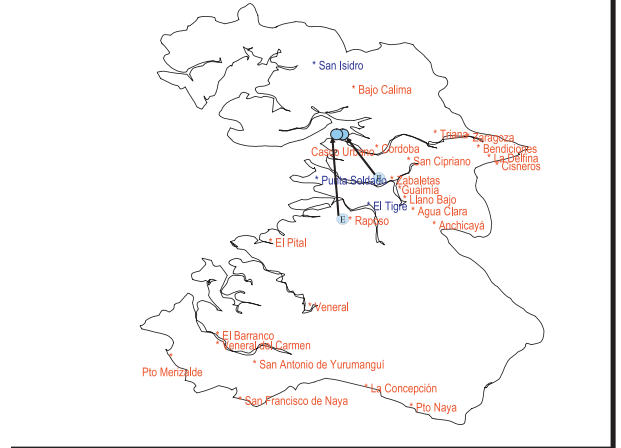 * San Isidro
* Bajo Calima
* Triana
* Zaragoza
Casco Urbano
* Córdoba
* Bendiciones
* San Cipriano
* La Delfina
* Cisneros
* Punta Soldado
* Zabaletas
* Guaimía
* Llano Bajo
* El Tigre
* Agua Clara
E
* Raposo
* Anchicayá
* El Pital
* Veneral
* El Barranco
* Veneral del Carmen
* San Antonio de Yurumanguí
*
Pto Merizalde
* La Concepción
* San Francisco de Naya
* Pto Naya